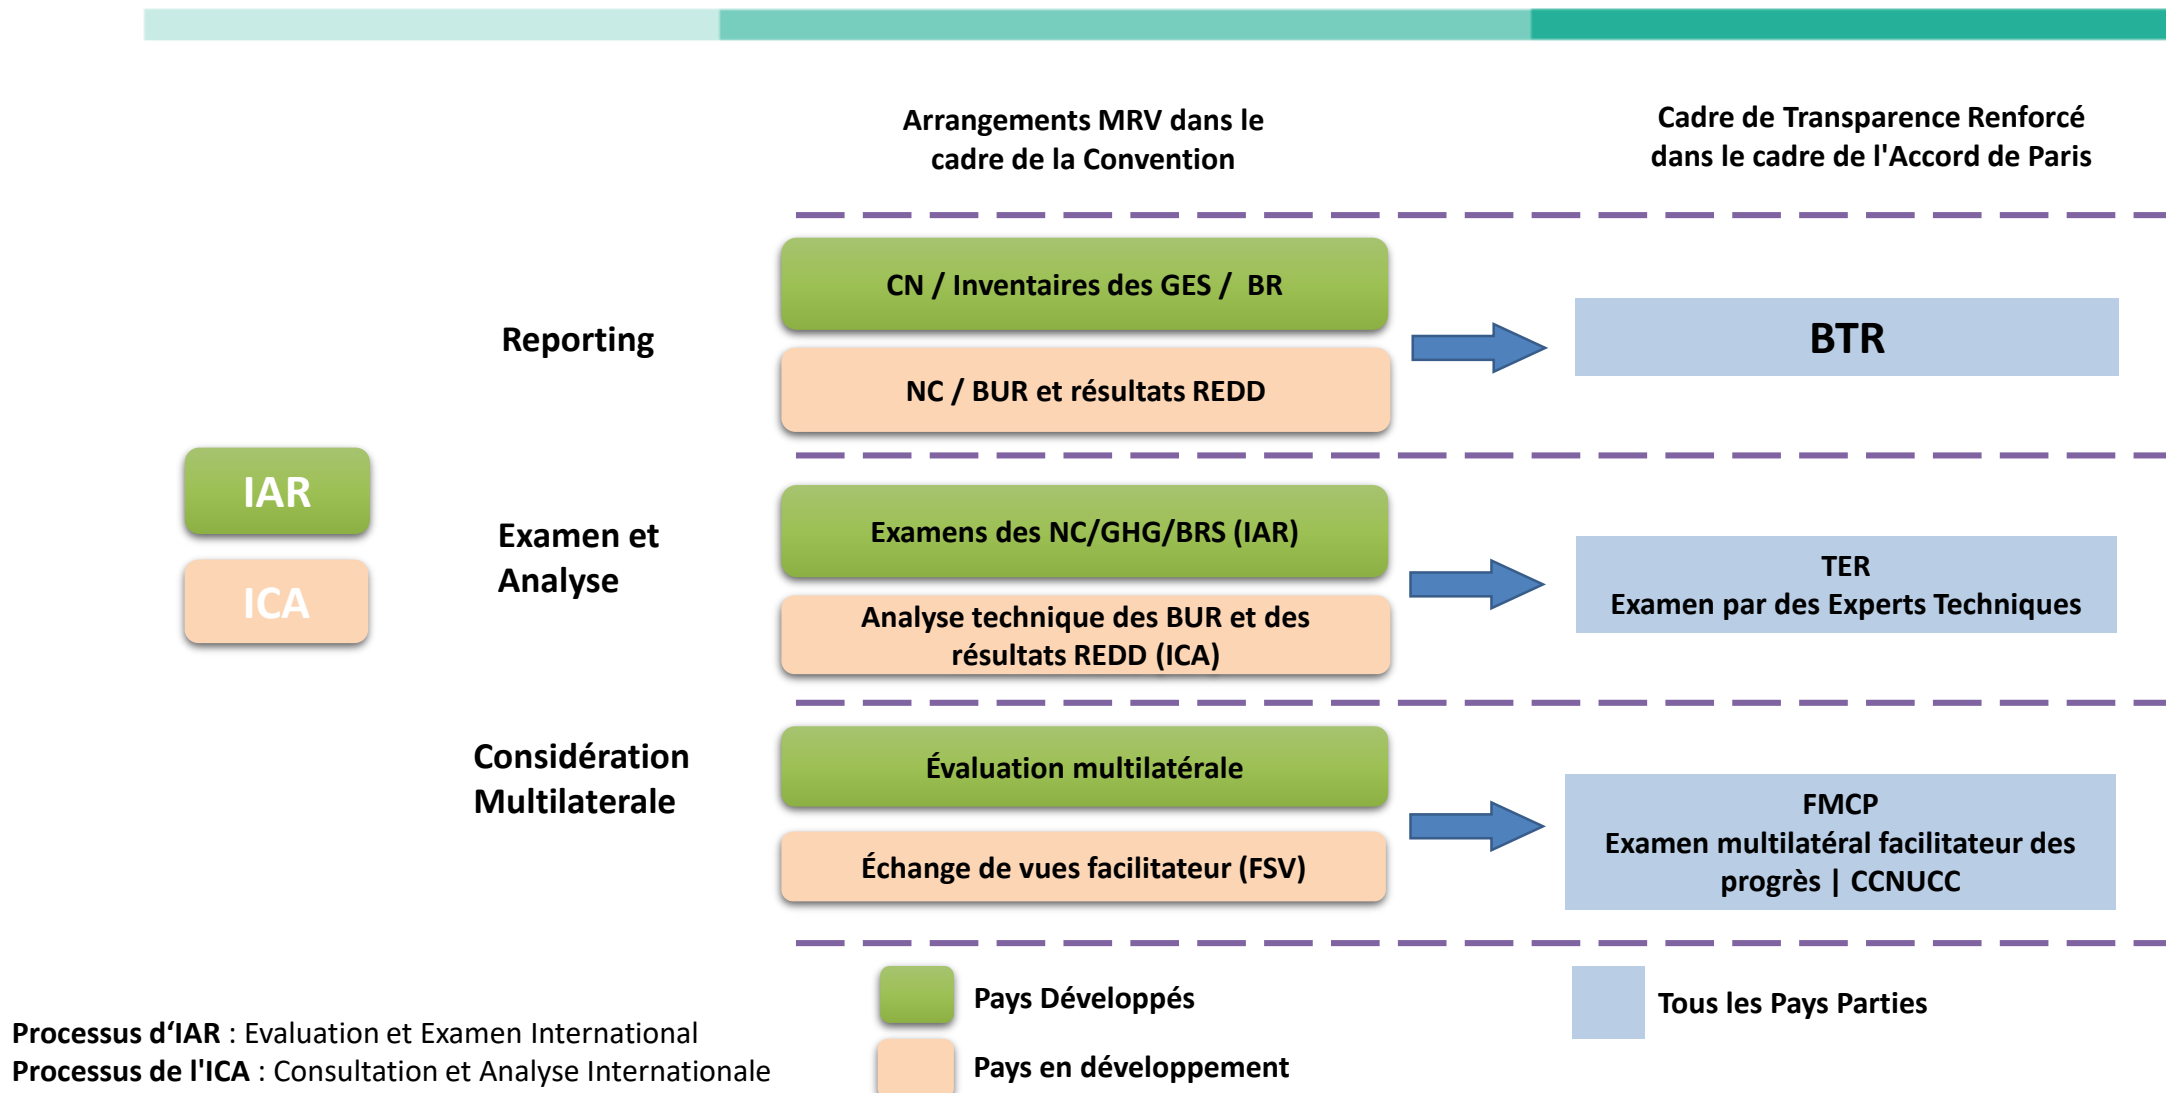 Arrangements MRV dans le
cadre de la Convention
Cadre de Transparence Renforcé
dans le cadre de l'Accord de Paris
Reporting
CN / Inventaires des GES /  BR
NC / BUR et résultats REDD
BTR
IAR
ICA
Examen et
Analyse
Examens des NC/GHG/BRS (IAR)
Analyse technique des BUR et des
résultats REDD (ICA)
TER
Examen par des Experts Techniques
Considération
Multilaterale
Évaluation multilatérale
Échange de vues facilitateur (FSV)
FMCP
Examen multilatéral facilitateur des
progrès | CCNUCC
Pays Développés
Pays en développement
Tous les Pays Parties
Processus d‘IAR : Evaluation et Examen International
Processus de l'ICA : Consultation et Analyse Internationale